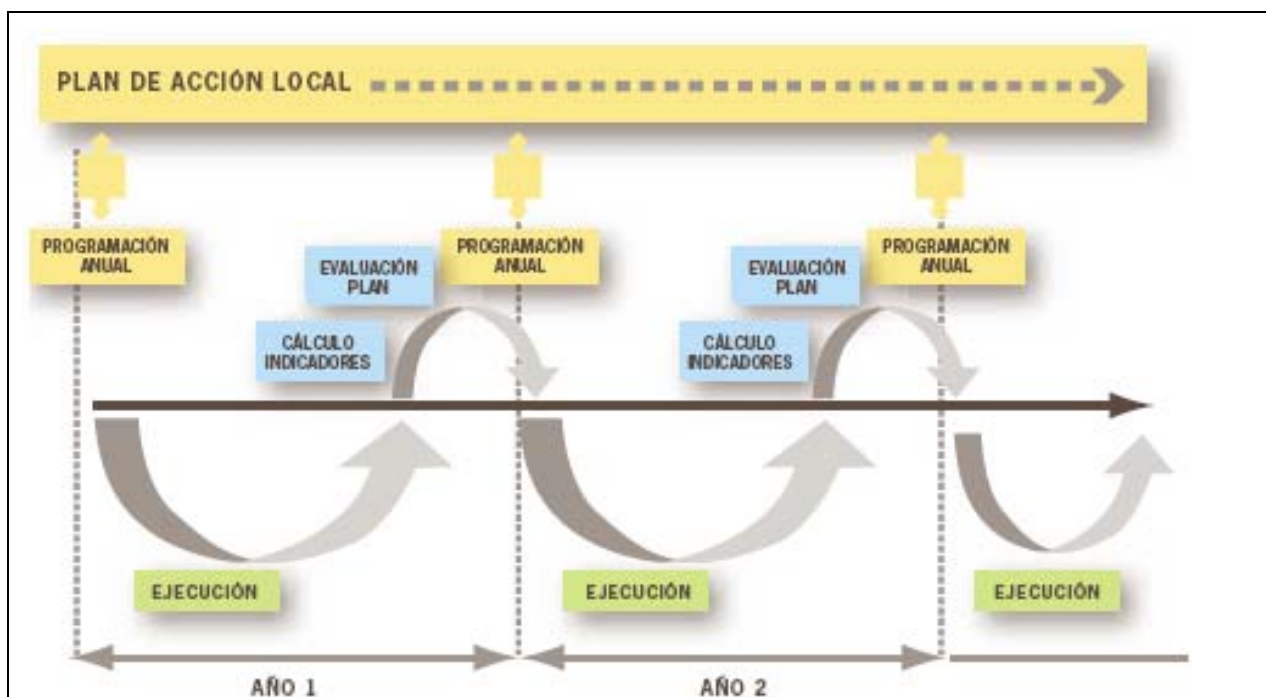 PLAN DE ACCIÓN LOCAL
PROGRAMACIÓN
ANUAL
EVALUACIÓN
PLAN
CÁLCULO
INDICADORES
PROGRAMACIÓN
ANUAL
EVALUACIÓN
PLAN
CÁLCULO
INDICADORES
PROGRAMACIÓN
ANUAL
EJECUCIÓN
EJECUCIÓN
EJECUCIÓN
AÑO 1
AÑO 2